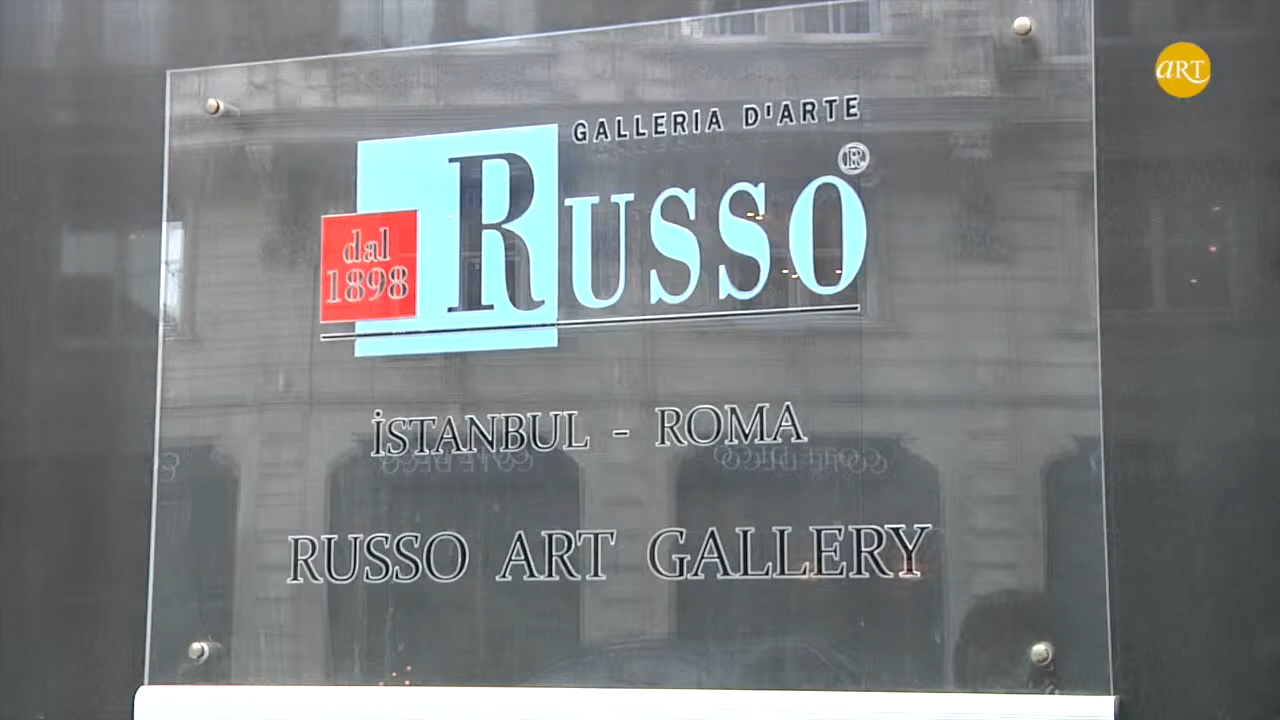 aRT
GALLERIA D'ARTE
RUSSO®
dal
1898
İSTANBUL - ROMA
RUSSO ART GALLERY